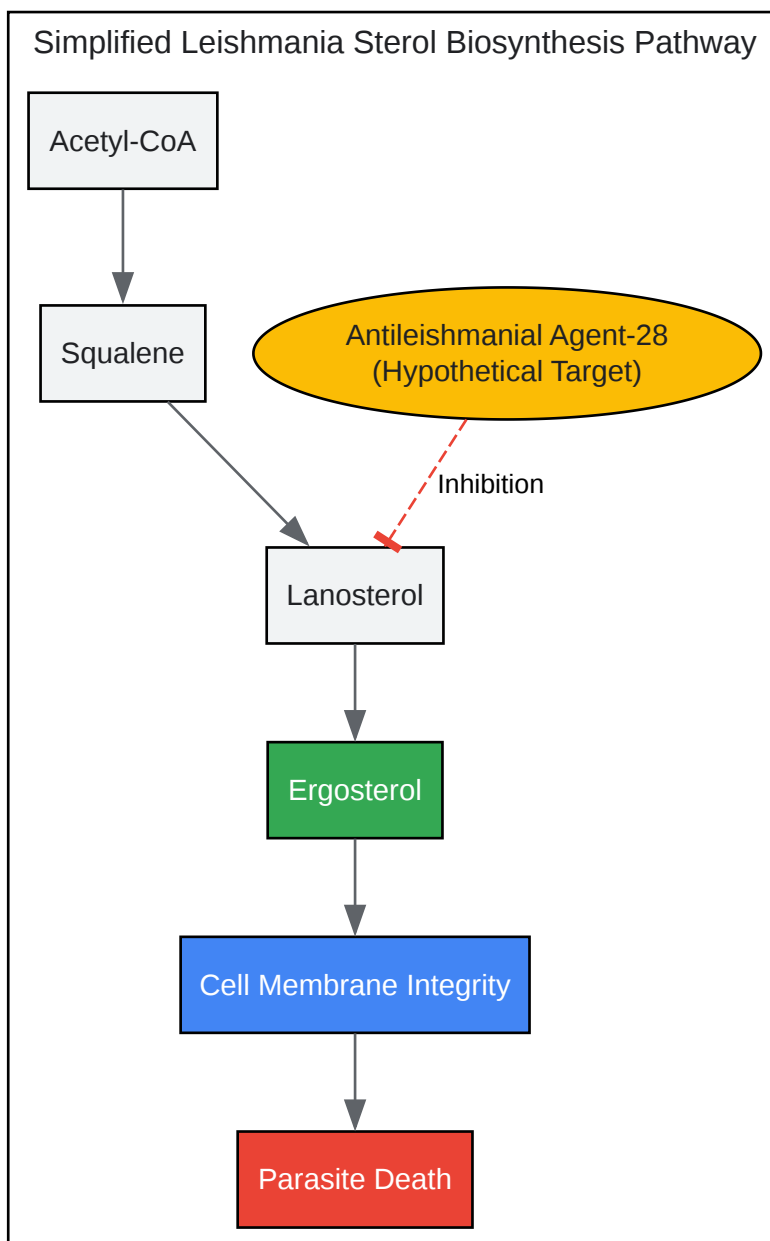 Simplified Leishmania Sterol Biosynthesis Pathway
Acetyl-CoA
Squalene
Antileishmanial Agent-28
(Hypothetical Target)
Inhibition
Lanosterol
Ergosterol
Cell Membrane Integrity
Parasite Death